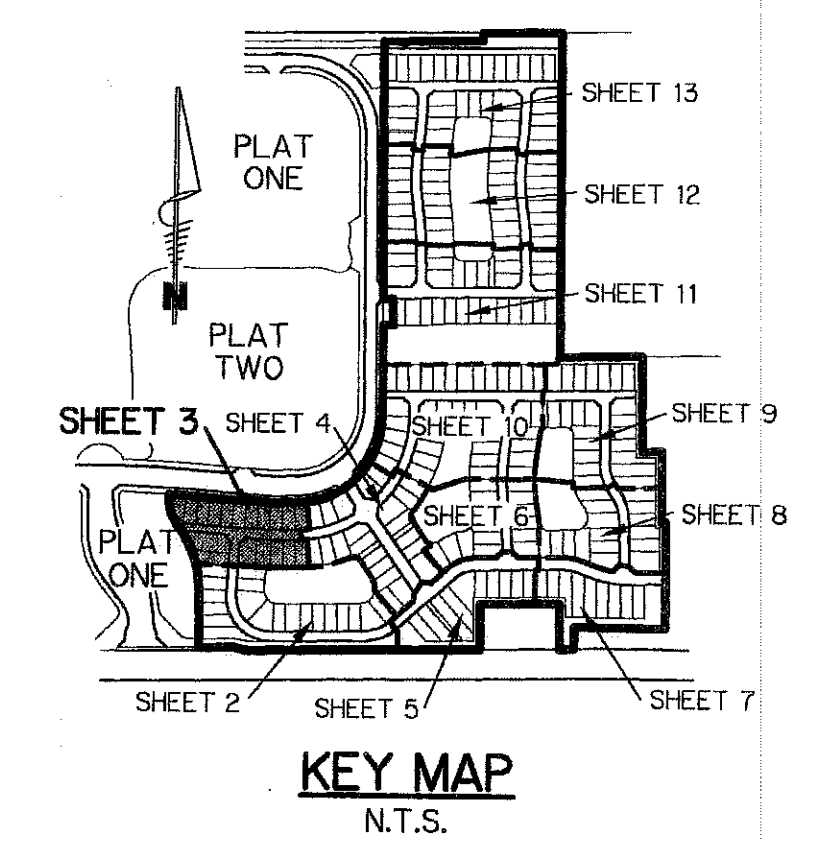 SHEET 13
PLAT
ONE
SHEET 12
N
SHEET 11
PLAT
TWO
SHEET 3
SHEET 4
SHEET 10
SHEET 9
SHEET 6
SHEET 8
PLAT
ONE
SHEET 2
SHEET 5
SHEET 7
KEY MAP
N.T.S.